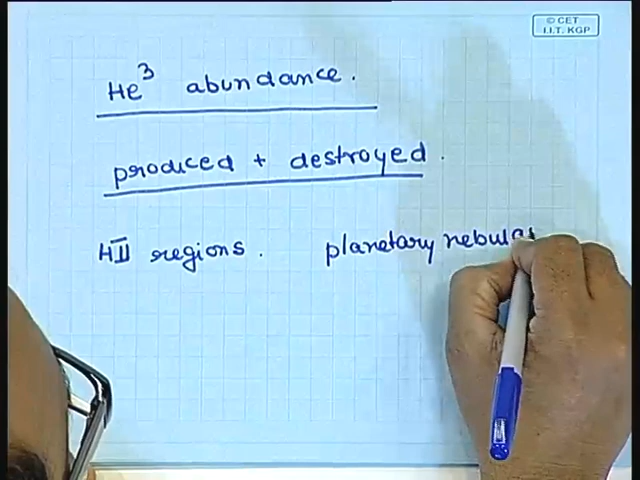 © CET
I.I.T. KGP
He³ abundance.
produced + destroyed.
HII regions. planetary nebula